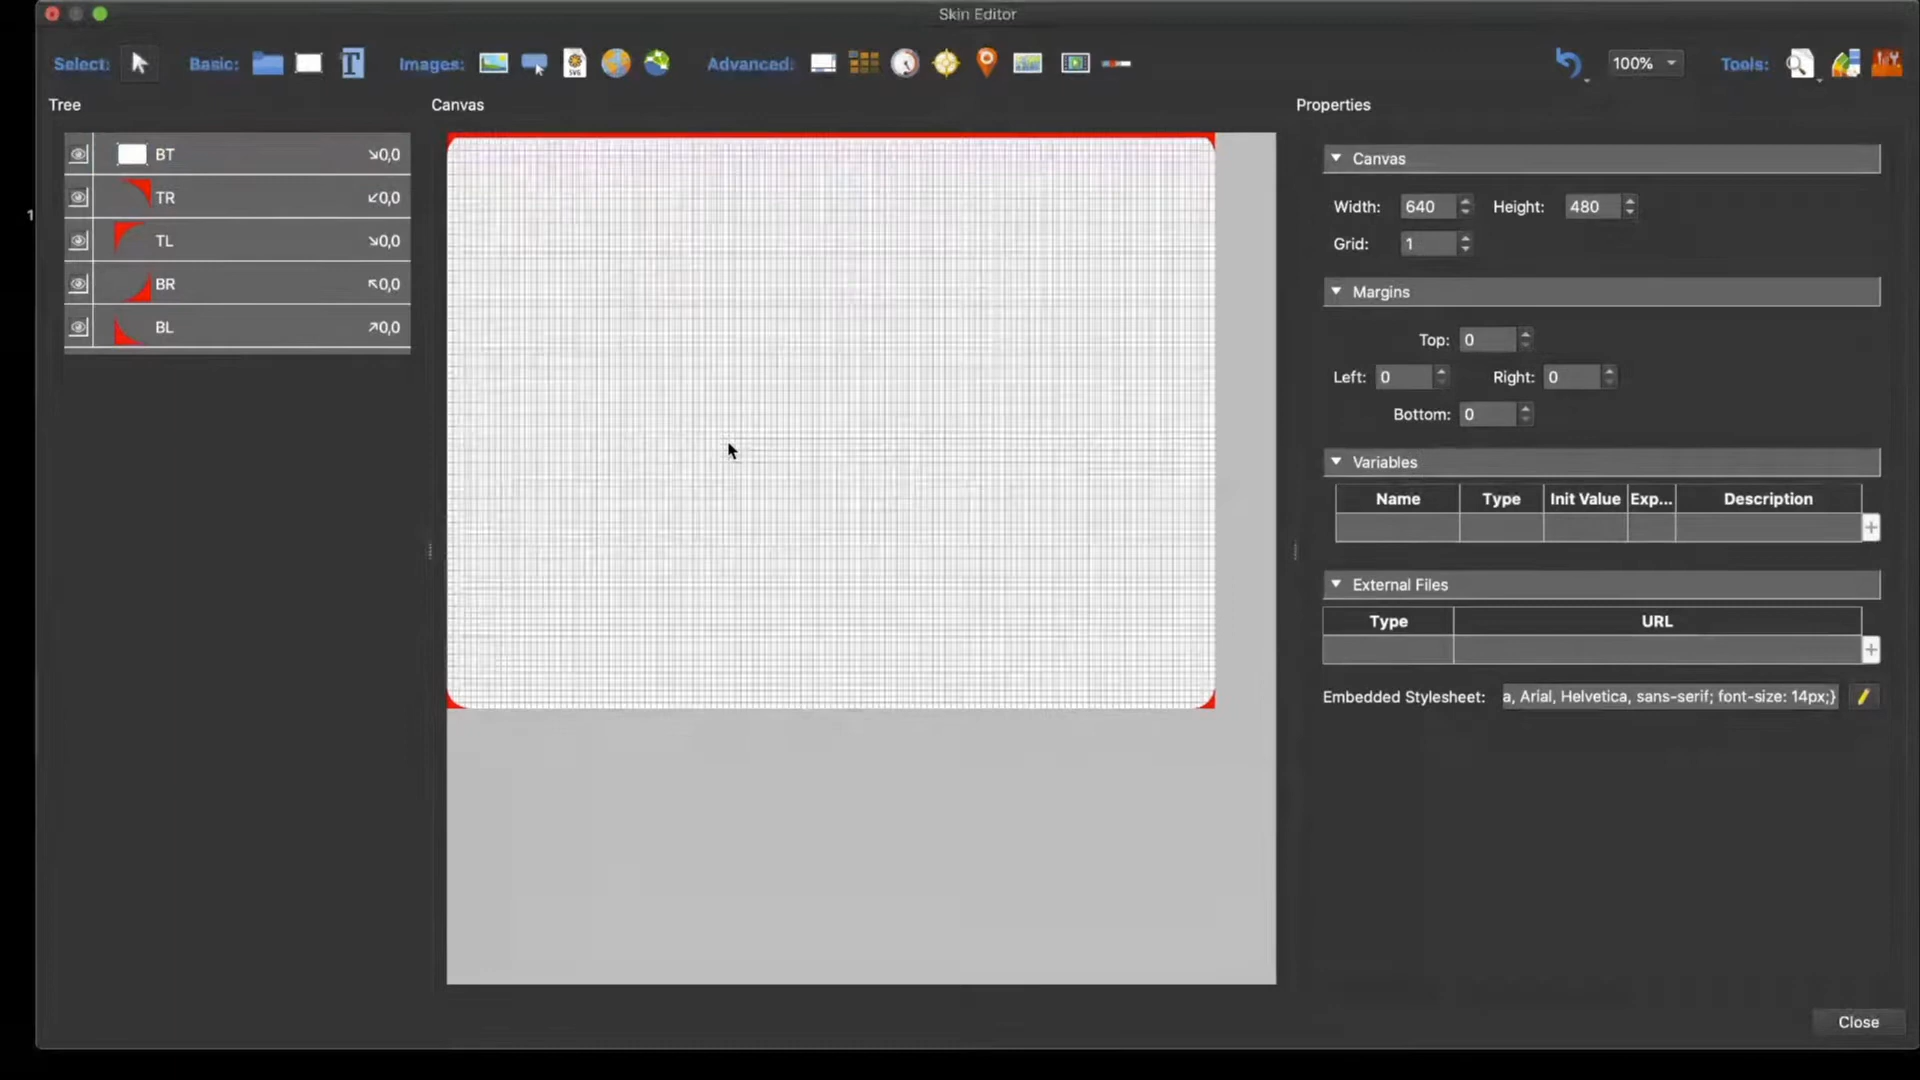 Skin Editor
Select: Basic: T Images: SVG Advanced: 100% Tools:
Tree
Canvas
Properties
BT ↘0,0
TR ↙0,0
TL ↘0,0
BR ↖0,0
BL ↗0,0
1
Canvas
Width: 640 Height: 480
Grid: 1
Margins
Top: 0
Left: 0 Right: 0
Bottom: 0
Variables
Name Type Init Value Exp... Description
External Files
Type URL
Embedded Stylesheet: a, Arial, Helvetica, sans-serif; font-size: 14px;}
Close